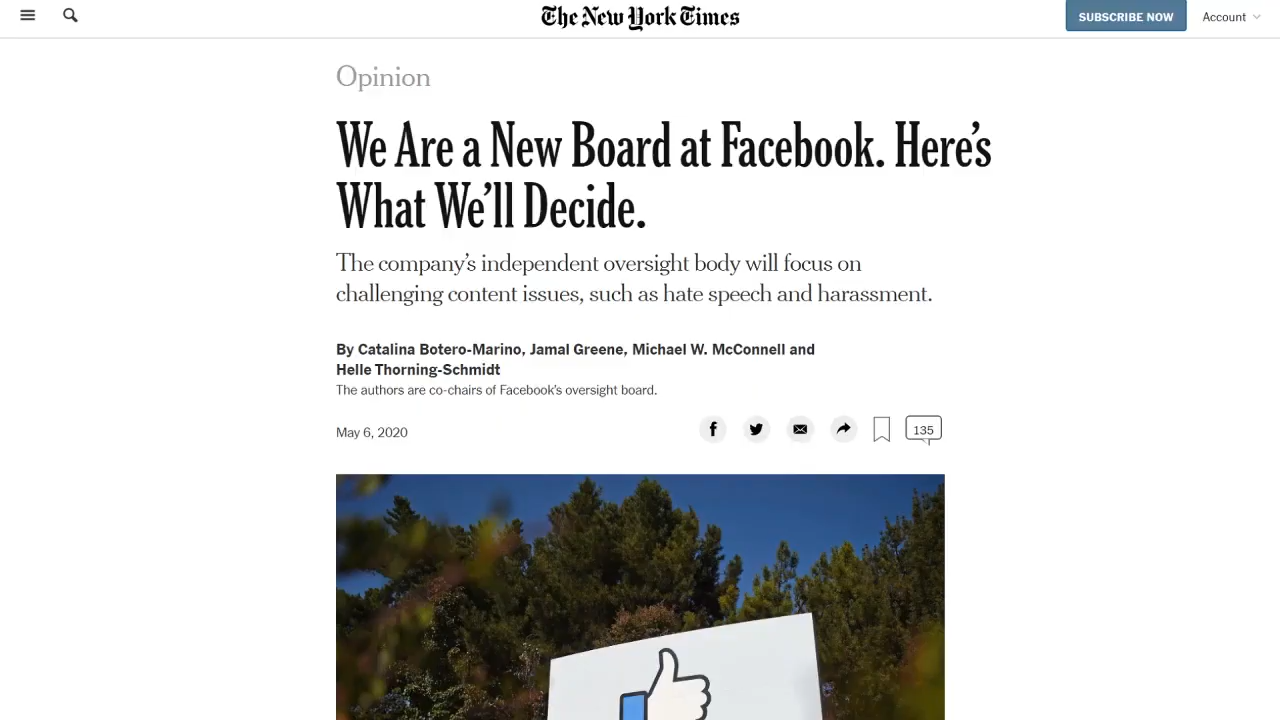 The New York Times
SUBSCRIBE NOW
Account
Opinion
We Are a New Board at Facebook. Here’s
What We’ll Decide.
The company’s independent oversight body will focus on
challenging content issues, such as hate speech and harassment.
By Catalina Botero-Marino, Jamal Greene, Michael W. McConnell and
Helle Thorning-Schmidt
The authors are co-chairs of Facebook’s oversight board.
May 6, 2020
135